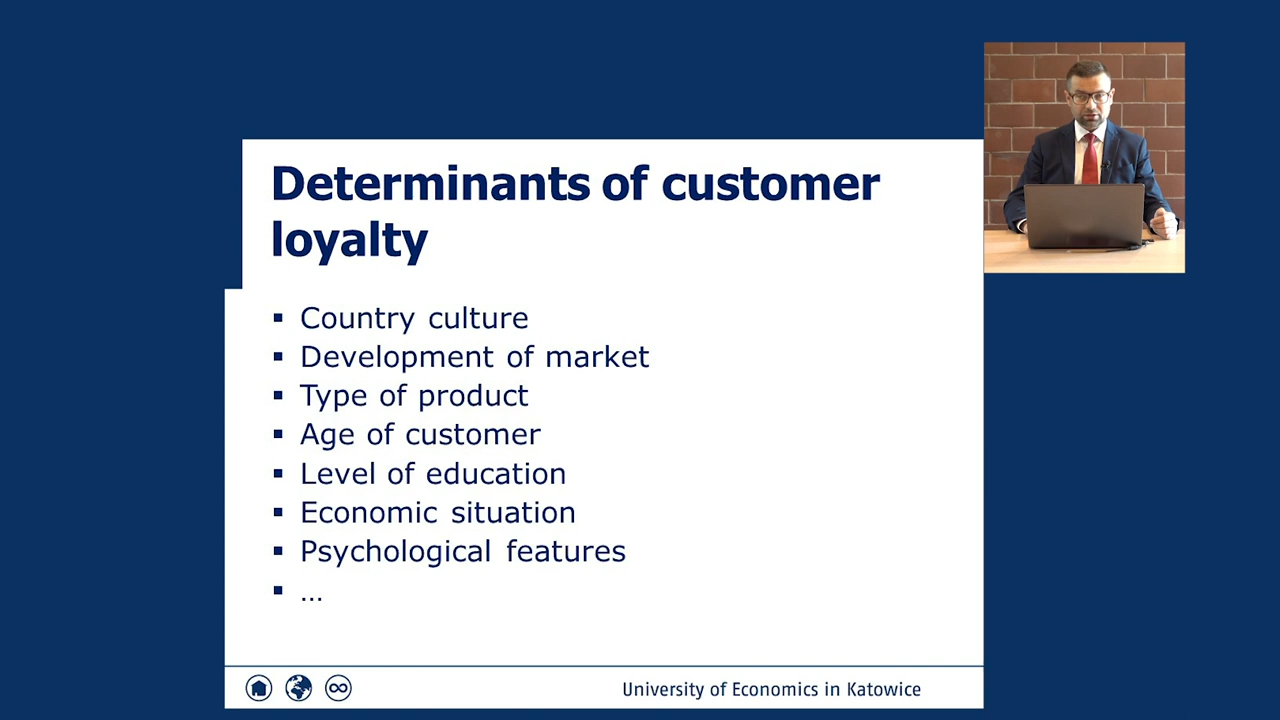 Determinants of customer
loyalty
▪ Country culture
▪ Development of market
▪ Type of product
▪ Age of customer
▪ Level of education
▪ Economic situation
▪ Psychological features
▪ ...
University of Economics in Katowice